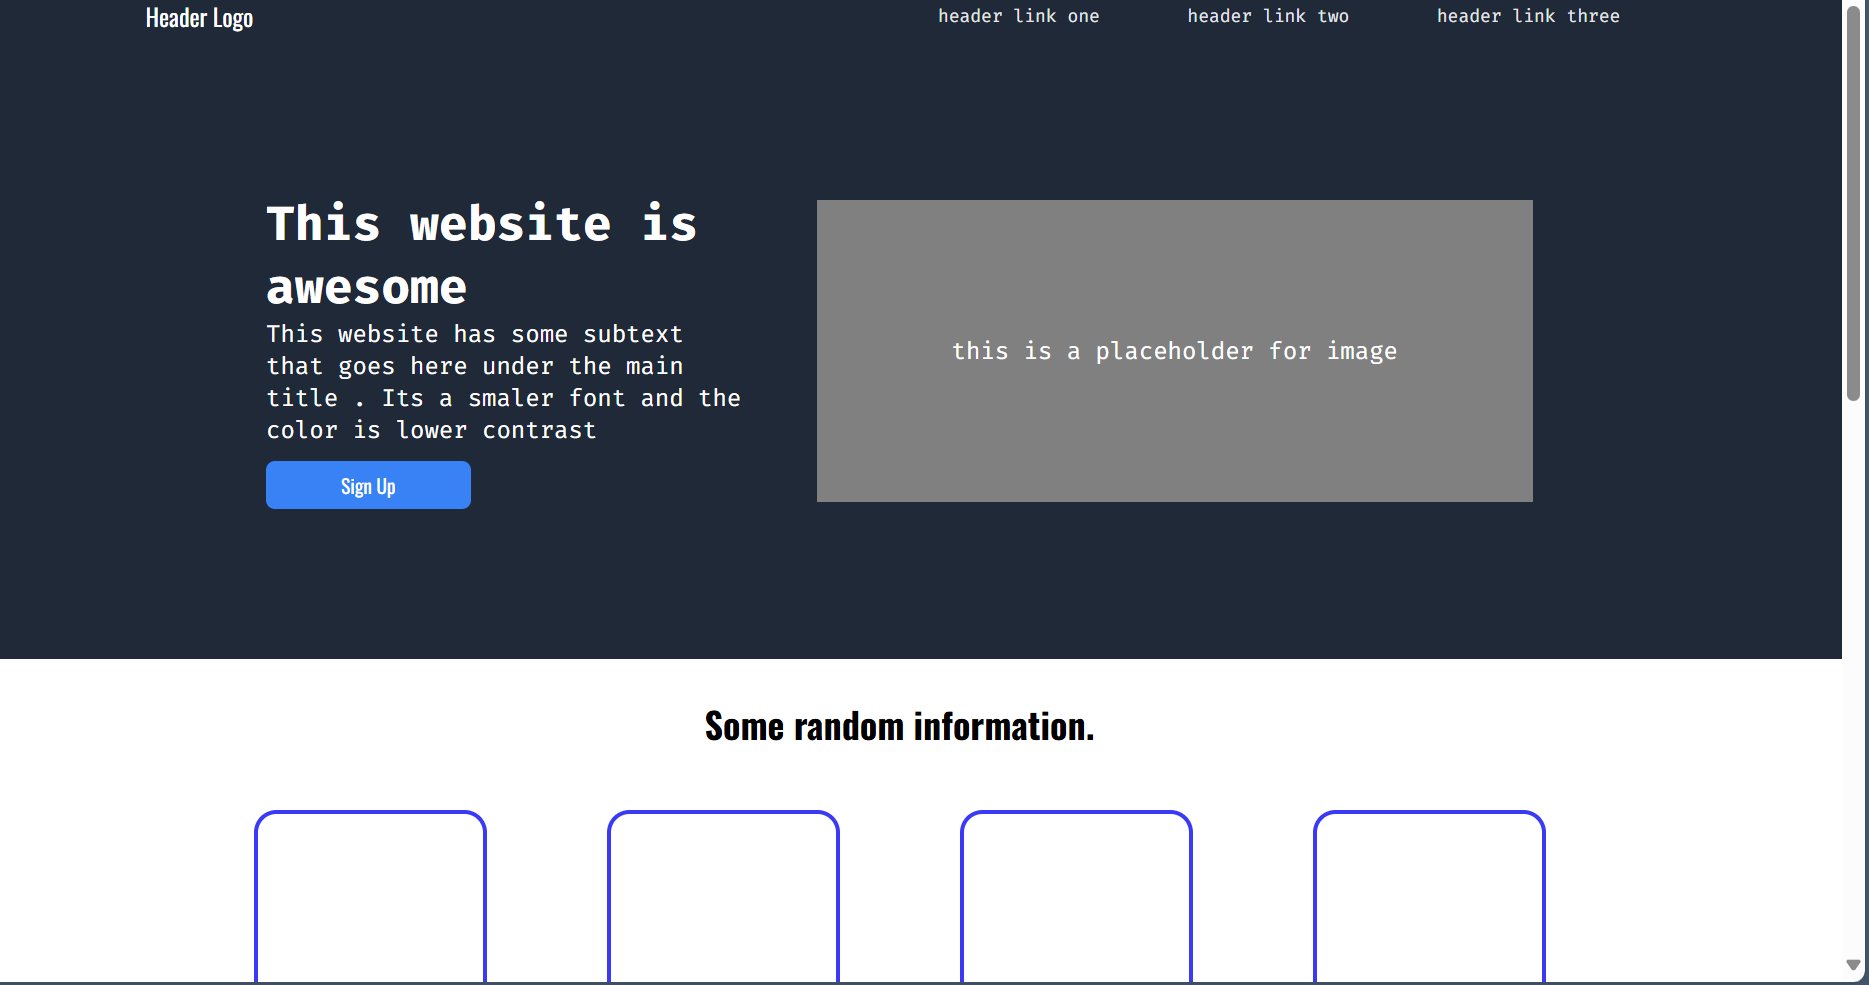 Header Logo
header link one
header link two
header link three
This website is
awesome
This website has some subtext
that goes here under the main
title . Its a smaler font and the
color is lower contrast
Sign Up
this is a placeholder for image
Some random information.